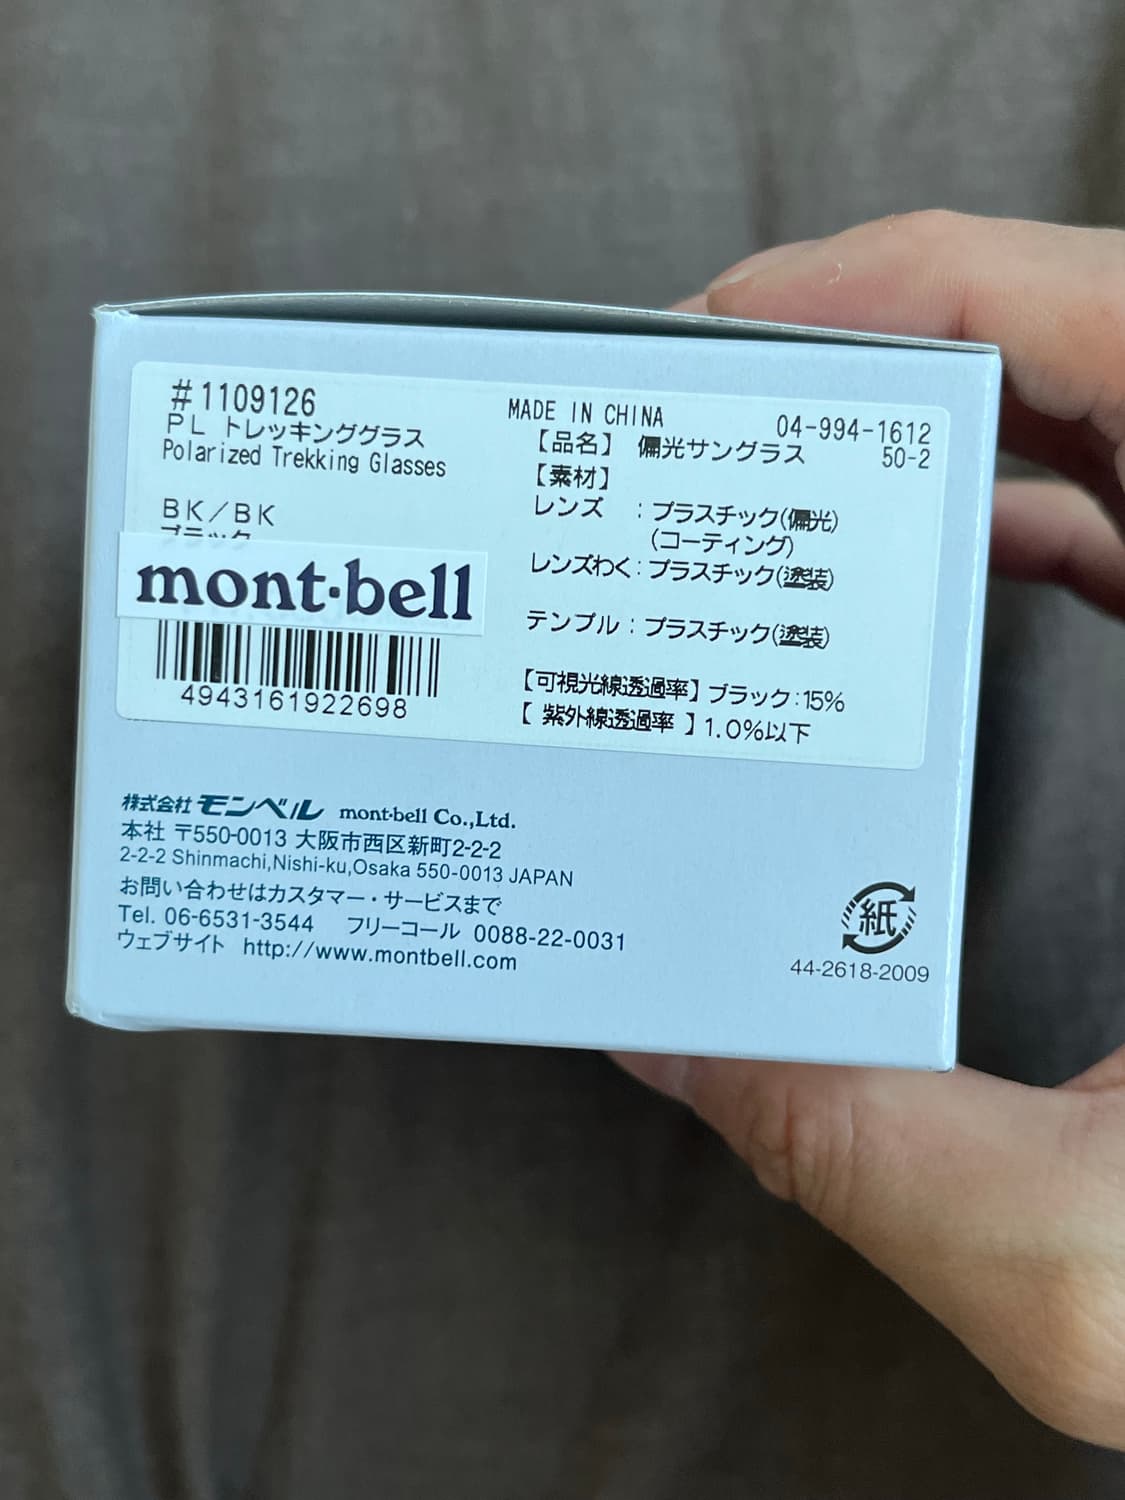 #1109126
PL トレッキンググラス
Polarized Trekking Glasses
BK/BK
ブラック
mont·bell
4943161922698
MADE IN CHINA
04-994-1612
50-2
【品名】 偏光サングラス
【素材】
レンズ :プラスチック(偏光)
(コーティング)
レンズわく:プラスチック(塗装)
テンプル:プラスチック(塗装)
【可視光線透過率】ブラック:15%
【 紫外線透過率 】1.0%以下
株式会社モンベル mont·bell Co.,Ltd.
本社 〒550-0013 大阪市西区新町2-2-2
2-2-2 Shinmachi,Nishi-ku,Osaka 550-0013 JAPAN
お問い合わせはカスタマー・サービスまで
Tel. 06-6531-3544 フリーコール 0088-22-0031
ウェブサイト http://www.montbell.com
紙
44-2618-2009